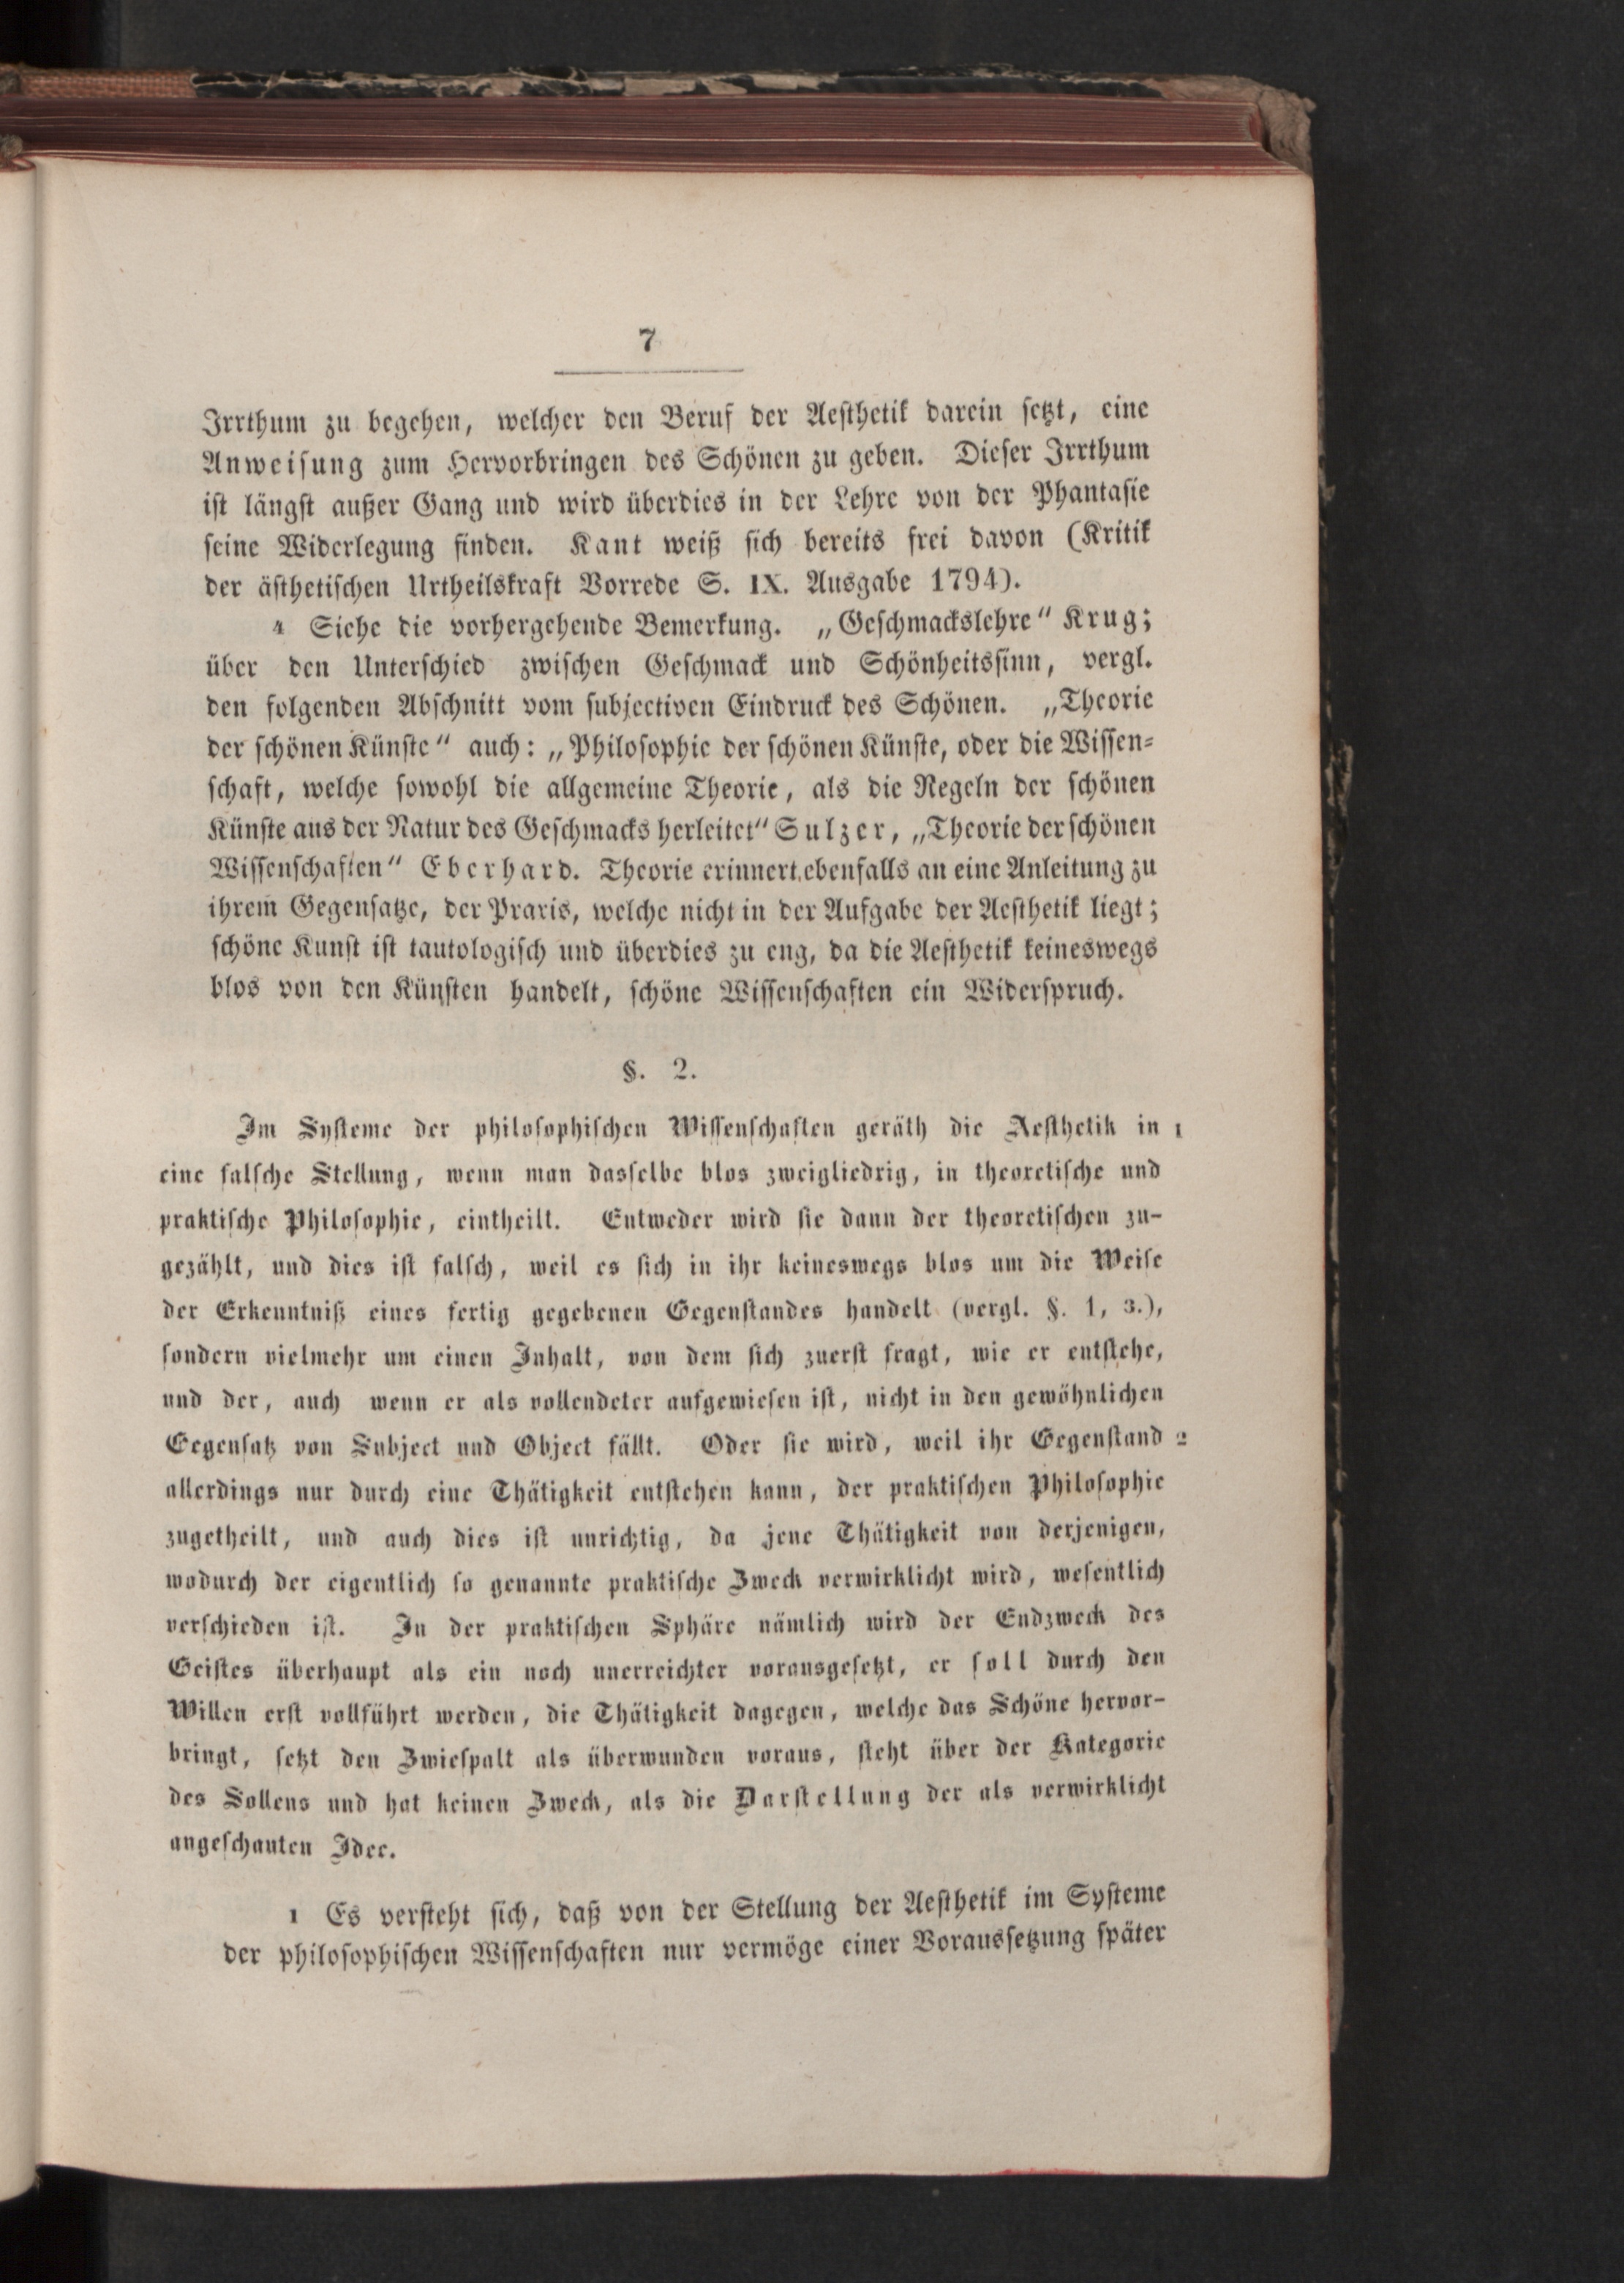 7
Irrthum zu begehen, welcher den Beruf der Aesthetik darein setzt, eine
Anweisung zum Hervorbringen des Schönen zu geben. Dieser Irrthum
ist längst außer Gang und wird überdies in der Lehre von der Phantasie
seine Widerlegung finden. Kant weiß sich bereits frei davon (Kritik
der ästhetischen Urtheilskraft Vorrede S. IX. Ausgabe 1794).
4 Siehe die vorhergehende Bemerkung. „Geschmackslehre“ Krug;
über den Unterschied zwischen Geschmack und Schönheitssinn, vergl.
den folgenden Abschnitt vom subjectiven Eindruck des Schönen. „Theorie
der schönen Künste“ auch: „Philosophie der schönen Künste, oder die Wissen-
schaft, welche sowohl die allgemeine Theorie, als die Regeln der schönen
Künste aus der Natur des Geschmacks herleitet“ Sulzer, „Theorie der schönen
Wissenschaften“ Eberhard. Theorie erinnert ebenfalls an eine Anleitung zu
ihrem Gegensatze, der Praxis, welche nicht in der Aufgabe der Aesthetik liegt;
schöne Kunst ist tautologisch und überdies zu eng, da die Aesthetik keineswegs
blos von den Künsten handelt, schöne Wissenschaften ein Widerspruch.
§. 2.
Im Systeme der philosophischen Wissenschaften geräth die Aesthetik in 1
eine falsche Stellung, wenn man dasselbe blos zweigliedrig, in theoretische und
praktische Philosophie, eintheilt. Entweder wird sie dann der theoretischen zu-
gezählt, und dies ist falsch, weil es sich in ihr keineswegs blos um die Weise
der Erkenntniß eines fertig gegebenen Gegenstandes handelt (vergl. §. 1, 3.),
sondern vielmehr um einen Inhalt, von dem sich zuerst fragt, wie er entstehe,
und der, auch wenn er als vollendeter aufgewiesen ist, nicht in den gewöhnlichen
Gegensatz von Subject und Object fällt. Oder sie wird, weil ihr Gegenstand 2
allerdings nur durch eine Thätigkeit entstehen kann, der praktischen Philosophie
zugetheilt, und auch dies ist unrichtig, da jene Thätigkeit von derjenigen,
wodurch der eigentlich so genannte praktische Zweck verwirklicht wird, wesentlich
verschieden ist. In der praktischen Sphäre nämlich wird der Endzweck des
Geistes überhaupt als ein noch unerreichter vorausgesetzt, er soll durch den
Willen erst vollführt werden, die Thätigkeit dagegen, welche das Schöne hervor-
bringt, setzt den Zwiespalt als überwunden voraus, steht über der Kategorie
des Sollens und hat keinen Zweck, als die Darstellung der als verwirklicht
angeschauten Idee.
1 Es versteht sich, daß von der Stellung der Aesthetik im Systeme
der philosophischen Wissenschaften nur vermöge einer Voraussetzung später